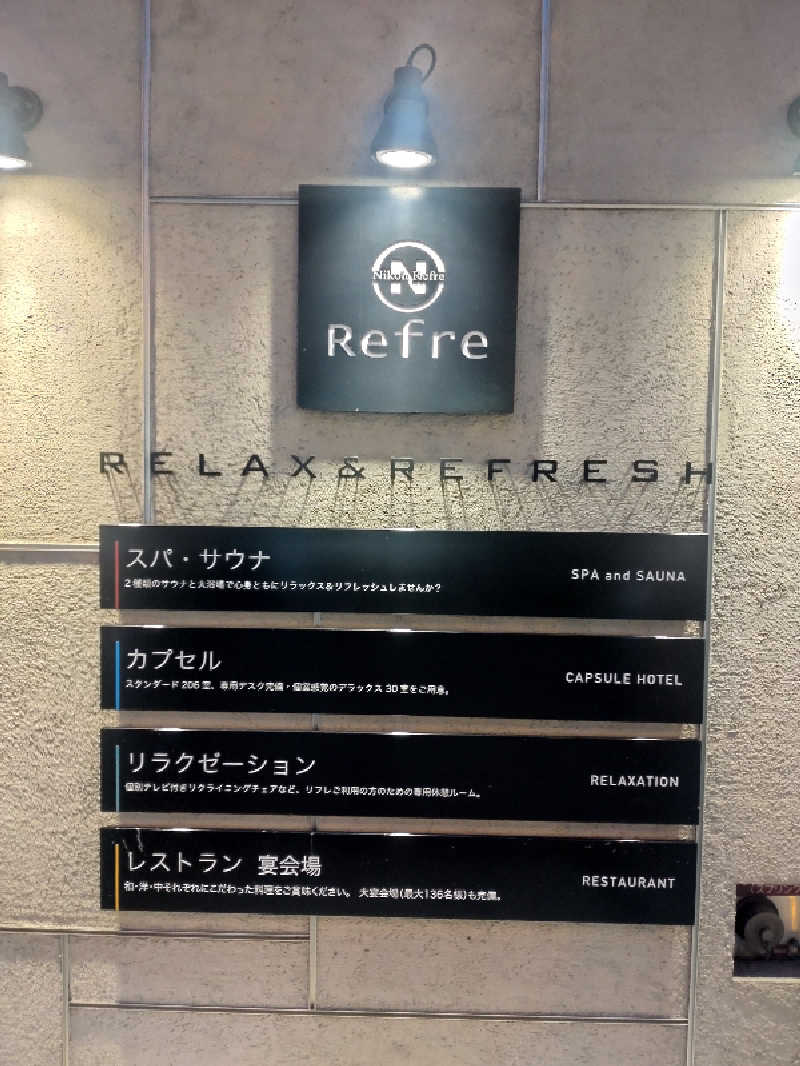 Nikon Refre
Refre
RELAX&REFRESH
スパ・サウナ
2種類のサウナと大浴場で心身ともにリラックス&リフレッシュしませんか?
SPA and SAUNA
カプセル
スタンダード 206室、専用デスク完備・個室感覚のデラックス 30室をご用意。
CAPSULE HOTEL
リラクゼーション
個別テレビ付きリクライニングチェアなど、リフレご利用の方のための専用休憩ルーム。
RELAXATION
レストラン 宴会場
和・洋・中それぞれにこだわった料理をご賞味ください。大宴会場(最大136名様)も完備。
RESTAURANT